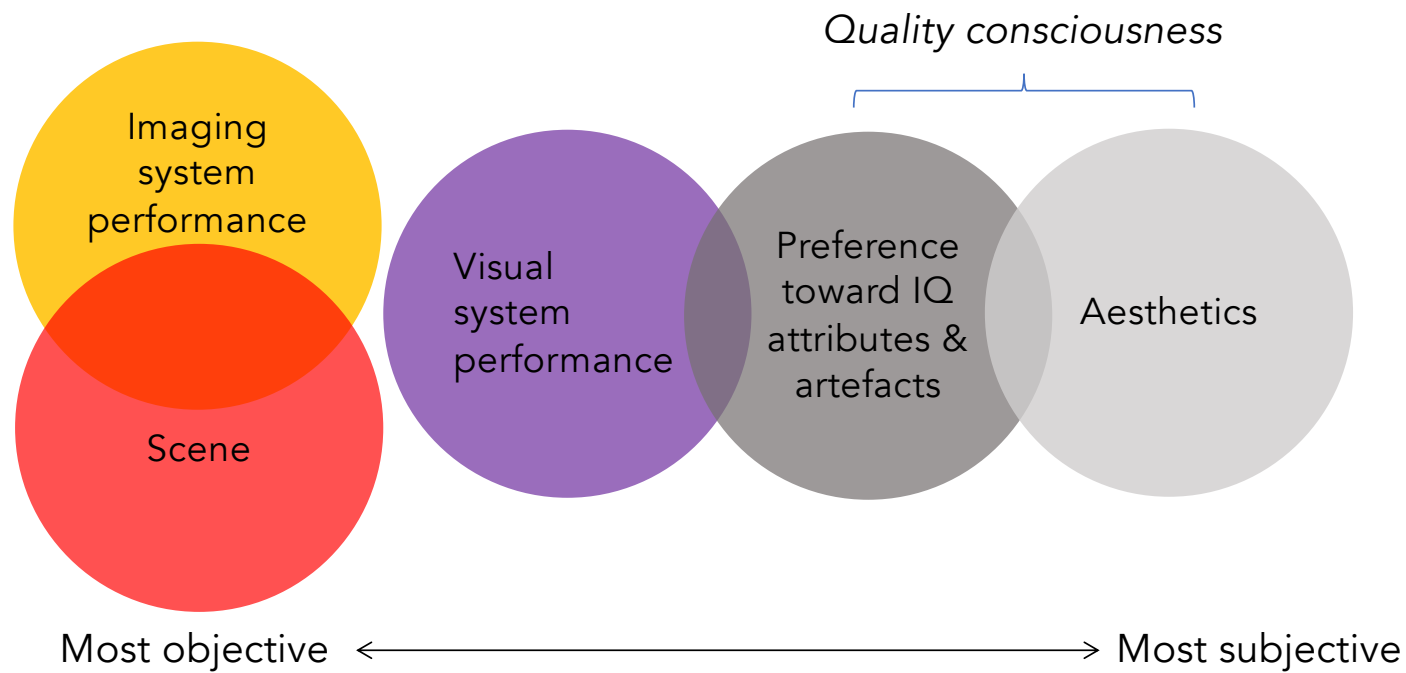 Quality consciousness
Imaging
system
performance
Scene
Visual
system
performance
Preference
toward IQ
attributes &
artefacts
Aesthetics
Most objective
Most subjective